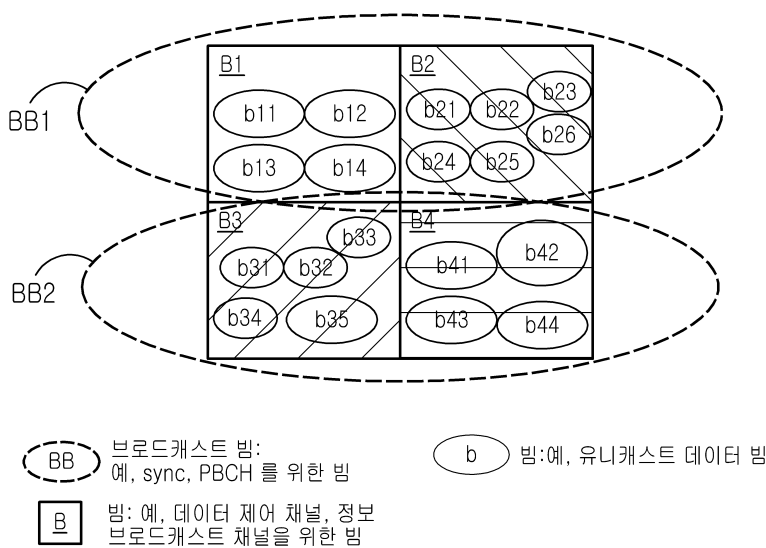 B1
B2
BB1
b11
b12
b21
b22
b23
b26
b13
b14
b24
b25
B3
B4
b33
b31
b32
b41
b42
BB2
b34
b35
b43
b44
BB
브로드캐스트 빔:
예, sync, PBCH 를 위한 빔
b
빔:예, 유니캐스트 데이터 빔
B
빔: 예, 데이터 제어 채널, 정보
브로드캐스트 채널을 위한 빔